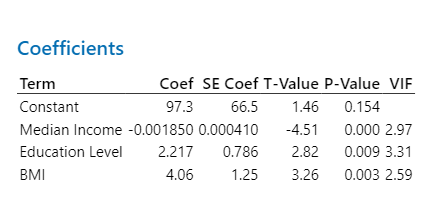 Coefficients
Term Coef SE Coef T-Value P-Value VIF
Constant 97.3 66.5 1.46 0.154
Median Income -0.001850 0.000410 -4.51 0.000 2.97
Education Level 2.217 0.786 2.82 0.009 3.31
BMI 4.06 1.25 3.26 0.003 2.59